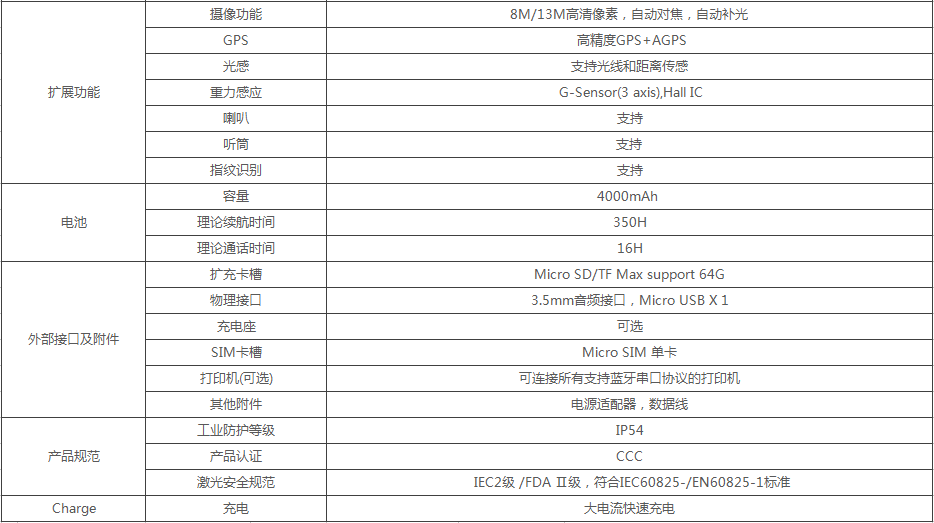 摄像功能 8M/13M高清像素，自动对焦，自动补光
GPS 高精度GPS+AGPS
光感 支持光线和距离传感
扩展功能 重力感应 G-Sensor(3 axis),Hall IC
喇叭 支持
听筒 支持
指纹识别 支持
容量 4000mAh
电池 理论续航时间 350H
理论通话时间 16H
扩充卡槽 Micro SD/TF Max support 64G
物理接口 3.5mm音频接口，Micro USB X 1
充电座 可选
外部接口及附件
SIM卡槽 Micro SIM 单卡
打印机(可选) 可连接所有支持蓝牙串口协议的打印机
其他附件 电源适配器，数据线
工业防护等级 IP54
产品规范 产品认证 CCC
激光安全规范 IEC2级 /FDA Ⅱ级，符合IEC60825-/EN60825-1标准
Charge 充电 大电流快速充电